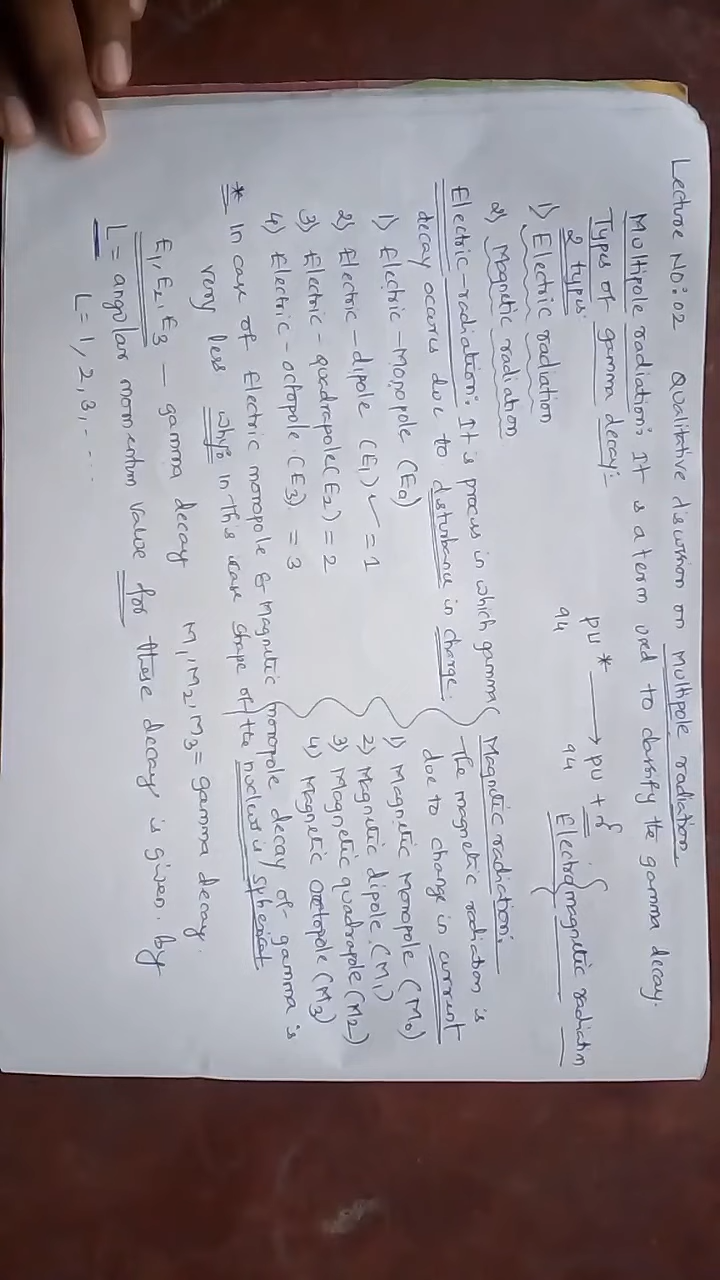 Lecture No:02 Qualitative discussion on Multipole radiation
Multipole radiation: It is a term used to classify the gamma decay.
Types of gamma decay:
2 types:
1) Electric radiation
2) Magnetic radiation
pu* → pu + γ
94 94
Electromagnetic radiatin
Electric-radiation: It is process in which gamma
decay occurs due to disturbance in charge.
1) Electric-Monopole (E0)
2) Electric-dipole (E1) ✓ = 1
3) Electric-quadrapole (E2) = 2
4) Electric-octopole (E3) = 3
Magnetic radiation:
The magnetic radiation is
due to change in current
1) Magnetic Monopole (M0)
2) Magnetic dipole (M1)
3) Magnetic quadrapole (M2)
4) Magnetic octopole (M3)
* In case of Electric monopole & Magnetic monopole decay of gamma is
very less why? in this case shape of the nucleus is spherical
E1, E2, E3 - gamma decay M1, M2, M3 = gamma decay.
L = angular momentum value for these decay is given by
L = 1, 2, 3, ....